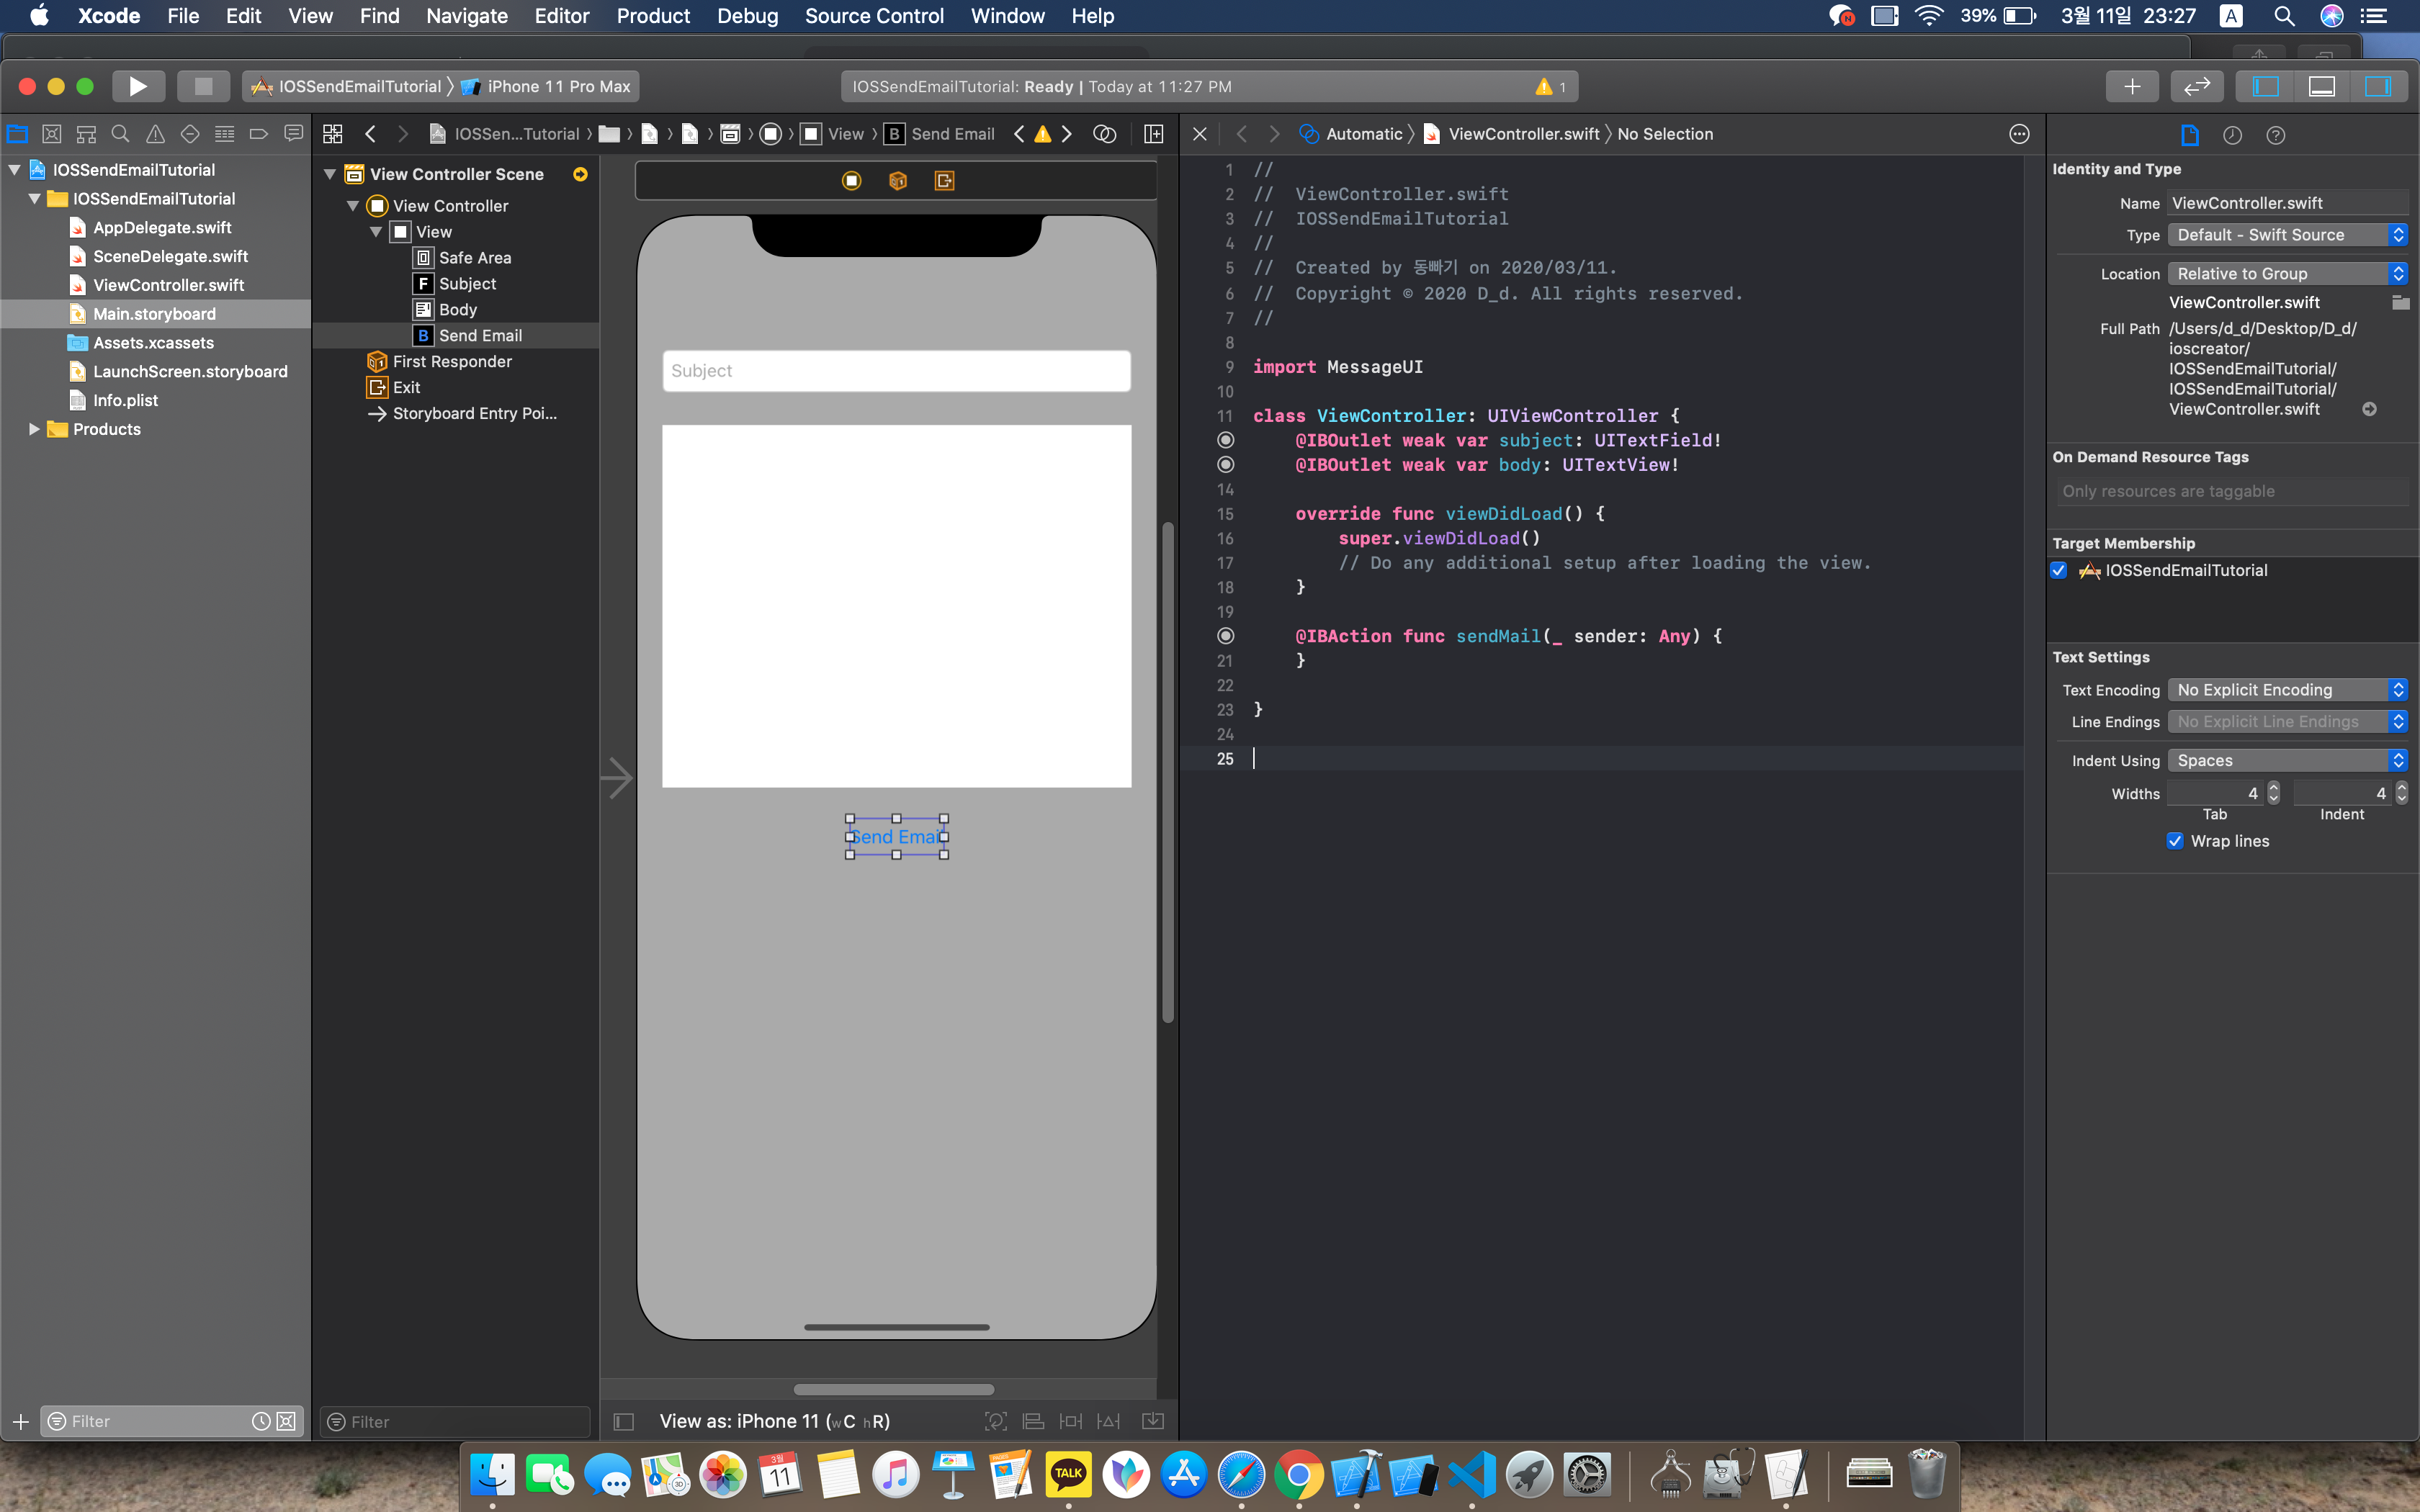 Xcode File Edit View Find Navigate Editor Product Debug Source Control Window Help
39% 3월 11일 23:27 A
IOSSendEmailTutorial iPhone 11 Pro Max
IOSSendEmailTutorial: Ready | Today at 11:27 PM
1
IOSSendEmailTutorial
IOSSendEmailTutorial
AppDelegate.swift
SceneDelegate.swift
ViewController.swift
Main.storyboard
Assets.xcassets
LaunchScreen.storyboard
Info.plist
Products
Filter
IOSSen...Tutorial View B Send Email
View Controller Scene
View Controller
View
Safe Area
F Subject
Body
B Send Email
First Responder
Exit
Storyboard Entry Poi...
Filter
Subject
Send Email
View as: iPhone 11 (wC hR)
Automatic ViewController.swift No Selection
1 //
2 //  ViewController.swift
3 //  IOSSendEmailTutorial
4 //
5 //  Created by 동빠기 on 2020/03/11.
6 //  Copyright © 2020 D_d. All rights reserved.
7 //
8
9 import MessageUI
10
11 class ViewController: UIViewController {
@IBOutlet weak var subject: UITextField!
@IBOutlet weak var body: UITextView!
14
15 override func viewDidLoad() {
16 super.viewDidLoad()
17 // Do any additional setup after loading the view.
18 }
19
@IBAction func sendMail(_ sender: Any) {
21 }
22
23 }
24
25
Identity and Type
Name ViewController.swift
Type Default - Swift Source
Location Relative to Group
ViewController.swift
Full Path /Users/d_d/Desktop/D_d/
ioscreator/
IOSSendEmailTutorial/
IOSSendEmailTutorial/
ViewController.swift
On Demand Resource Tags
Only resources are taggable
Target Membership
IOSSendEmailTutorial
Text Settings
Text Encoding No Explicit Encoding
Line Endings No Explicit Line Endings
Indent Using Spaces
Widths 4 4
Tab Indent
Wrap lines
3월
11
TALK